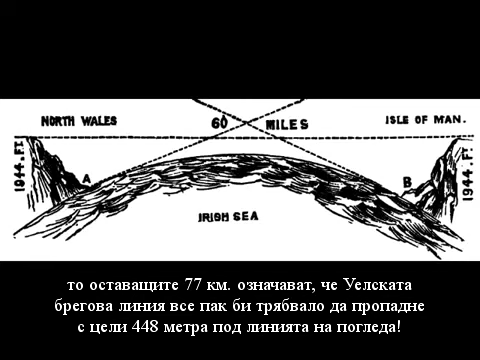 NORTH WALES 60 MILES ISLE OF MAN.
1944.FT.
A
B
1944.FT.
IRISH SEA
то оставащите 77 км. означават, че Уелската
брегова линия все пак би трябвало да пропадне
с цели 448 метра под линията на погледа!